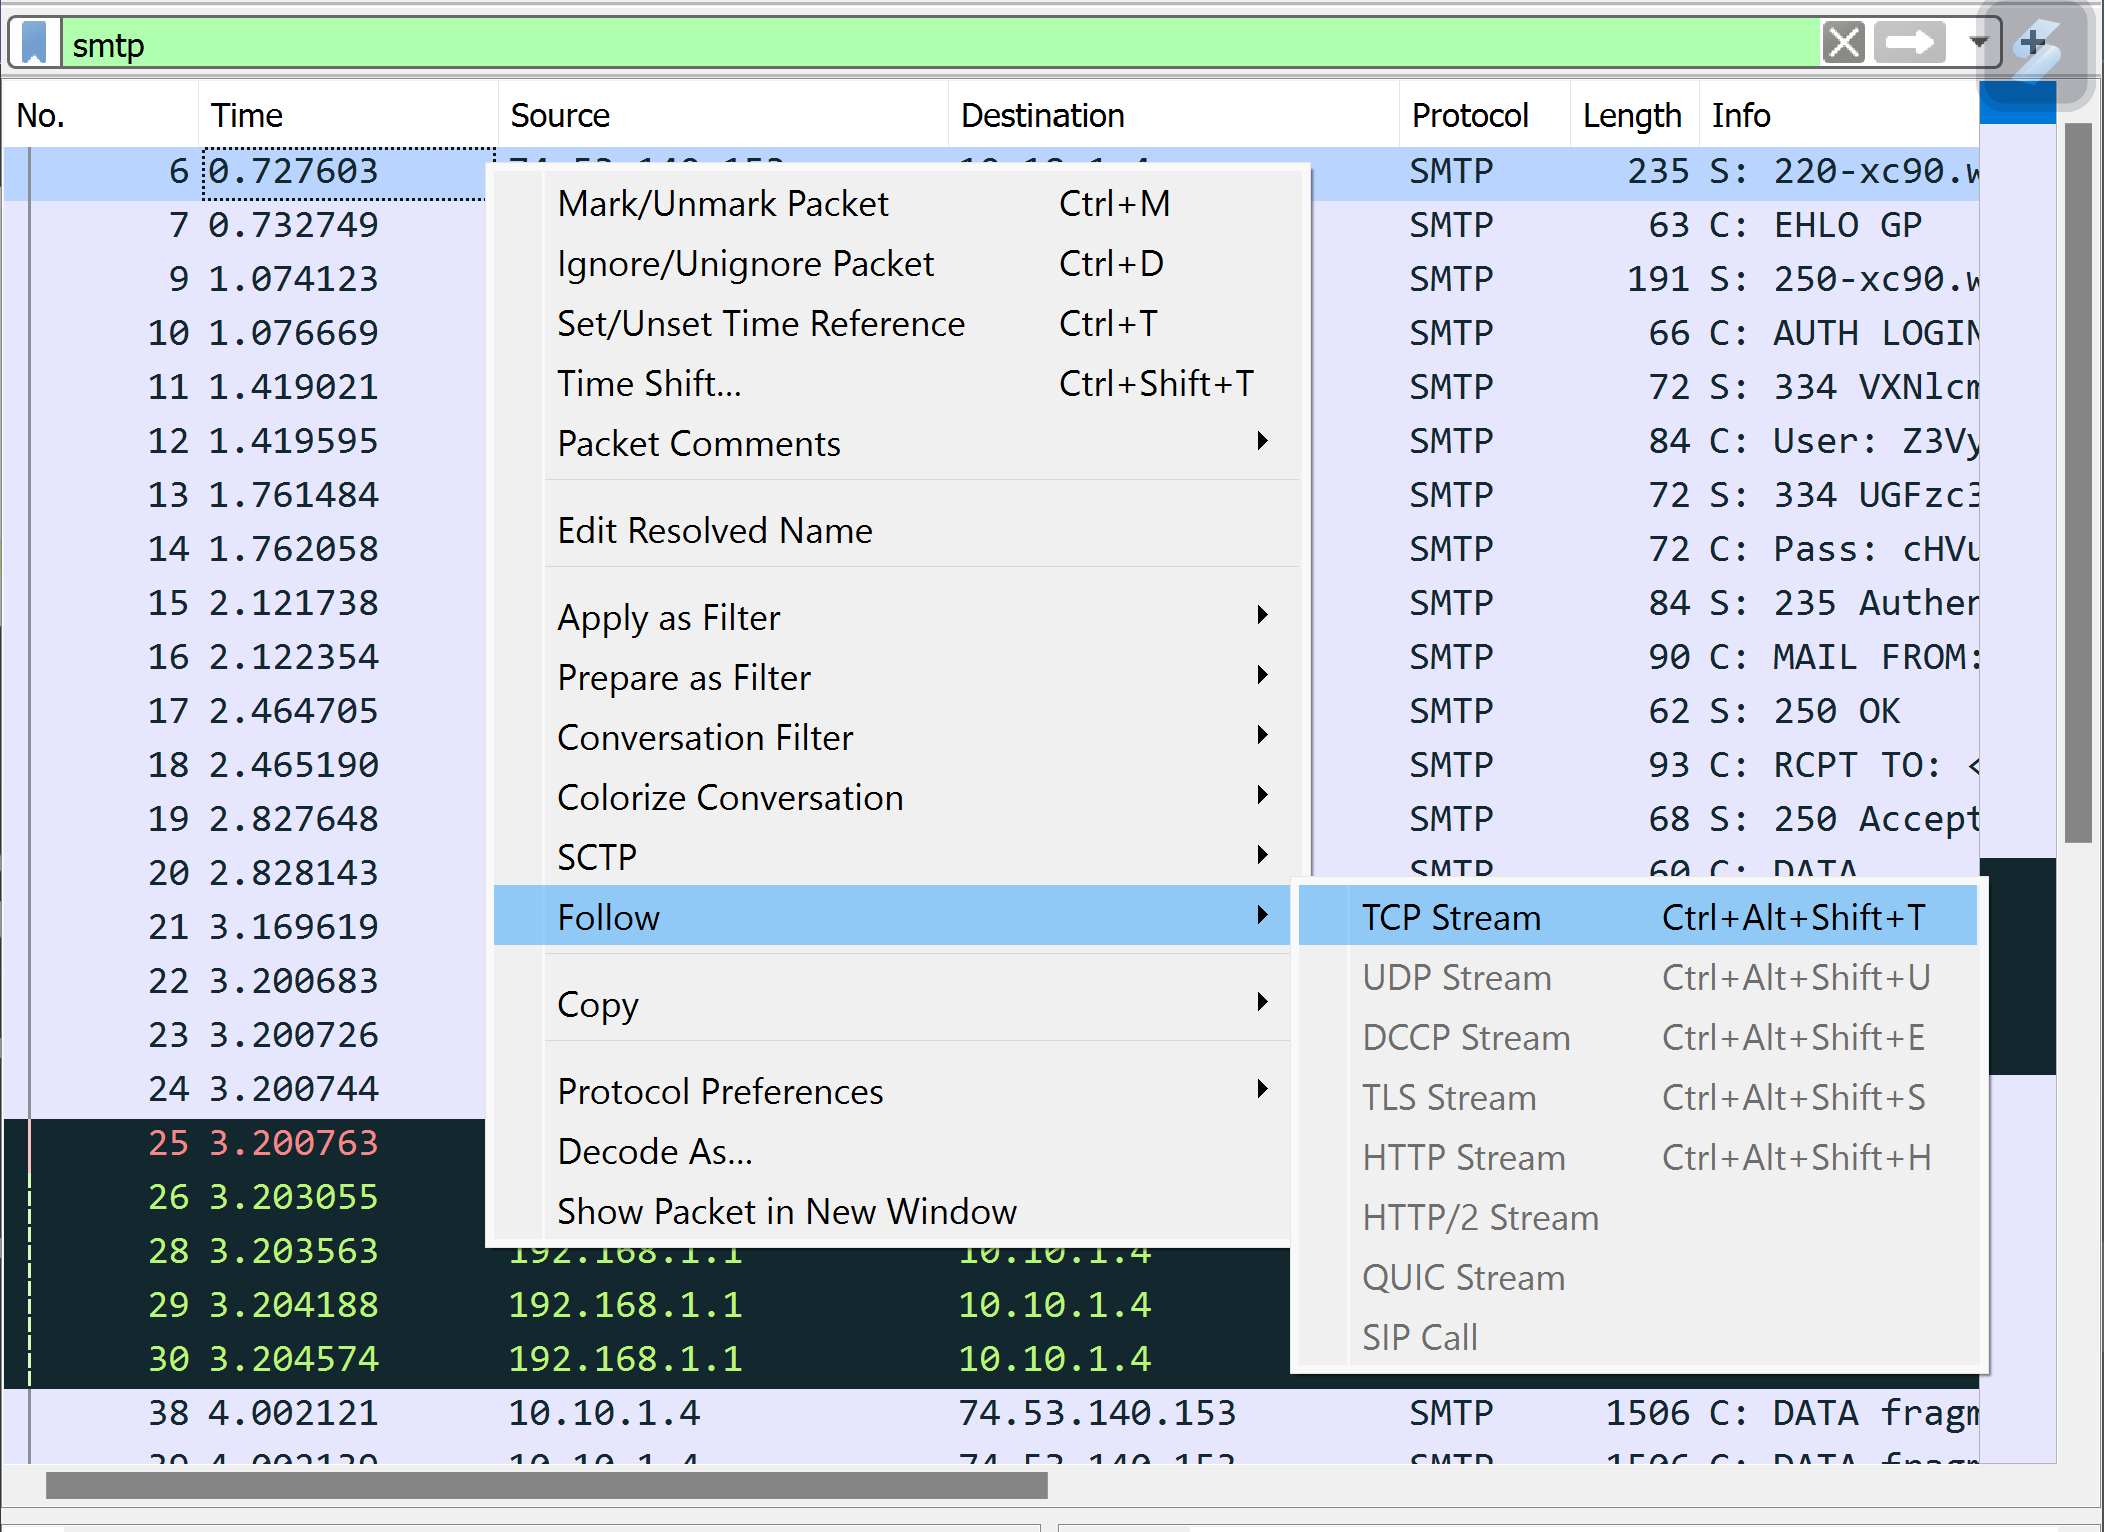 smtp
No. Time Source Destination Protocol Length Info
6 0.727603 74.53.140.153 10.10.1.4 SMTP 235 S: 220-xc90.w
7 0.732749 SMTP 63 C: EHLO GP
9 1.074123 SMTP 191 S: 250-xc90.w
10 1.076669 SMTP 66 C: AUTH LOGIN
11 1.419021 SMTP 72 S: 334 VXNlcm
12 1.419595 SMTP 84 C: User: Z3Vy
13 1.761484 SMTP 72 S: 334 UGFzc3
14 1.762058 SMTP 72 C: Pass: cHVu
15 2.121738 SMTP 84 S: 235 Authen
16 2.122354 SMTP 90 C: MAIL FROM:
17 2.464705 SMTP 62 S: 250 OK
18 2.465190 SMTP 93 C: RCPT TO: <
19 2.827648 SMTP 68 S: 250 Accept
20 2.828143 SMTP 60 C: DATA
21 3.169619
22 3.200683
23 3.200726
24 3.200744
25 3.200763
26 3.203055
28 3.203563 192.168.1.1 10.10.1.4
29 3.204188 192.168.1.1 10.10.1.4
30 3.204574 192.168.1.1 10.10.1.4
38 4.002121 10.10.1.4 74.53.140.153 SMTP 1506 C: DATA fragm
39 4.002139 10.10.1.4 74.53.140.153 SMTP 1506 C: DATA fragm
Mark/Unmark Packet Ctrl+M
Ignore/Unignore Packet Ctrl+D
Set/Unset Time Reference Ctrl+T
Time Shift... Ctrl+Shift+T
Packet Comments
Edit Resolved Name
Apply as Filter
Prepare as Filter
Conversation Filter
Colorize Conversation
SCTP
Follow
Copy
Protocol Preferences
Decode As...
Show Packet in New Window
TCP Stream Ctrl+Alt+Shift+T
UDP Stream Ctrl+Alt+Shift+U
DCCP Stream Ctrl+Alt+Shift+E
TLS Stream Ctrl+Alt+Shift+S
HTTP Stream Ctrl+Alt+Shift+H
HTTP/2 Stream
QUIC Stream
SIP Call